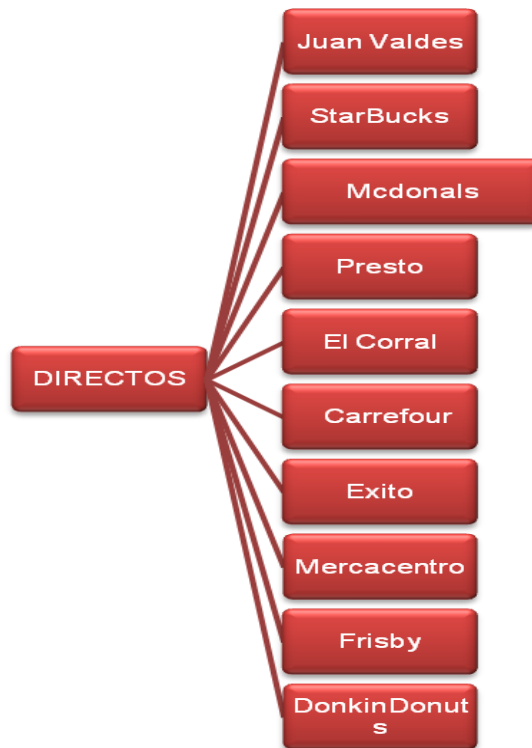 Juan Valdes
StarBucks
Mcdonals
Presto
El Corral
DIRECTOS
Carrefour
Exito
Mercacentro
Frisby
DonkinDonut
s